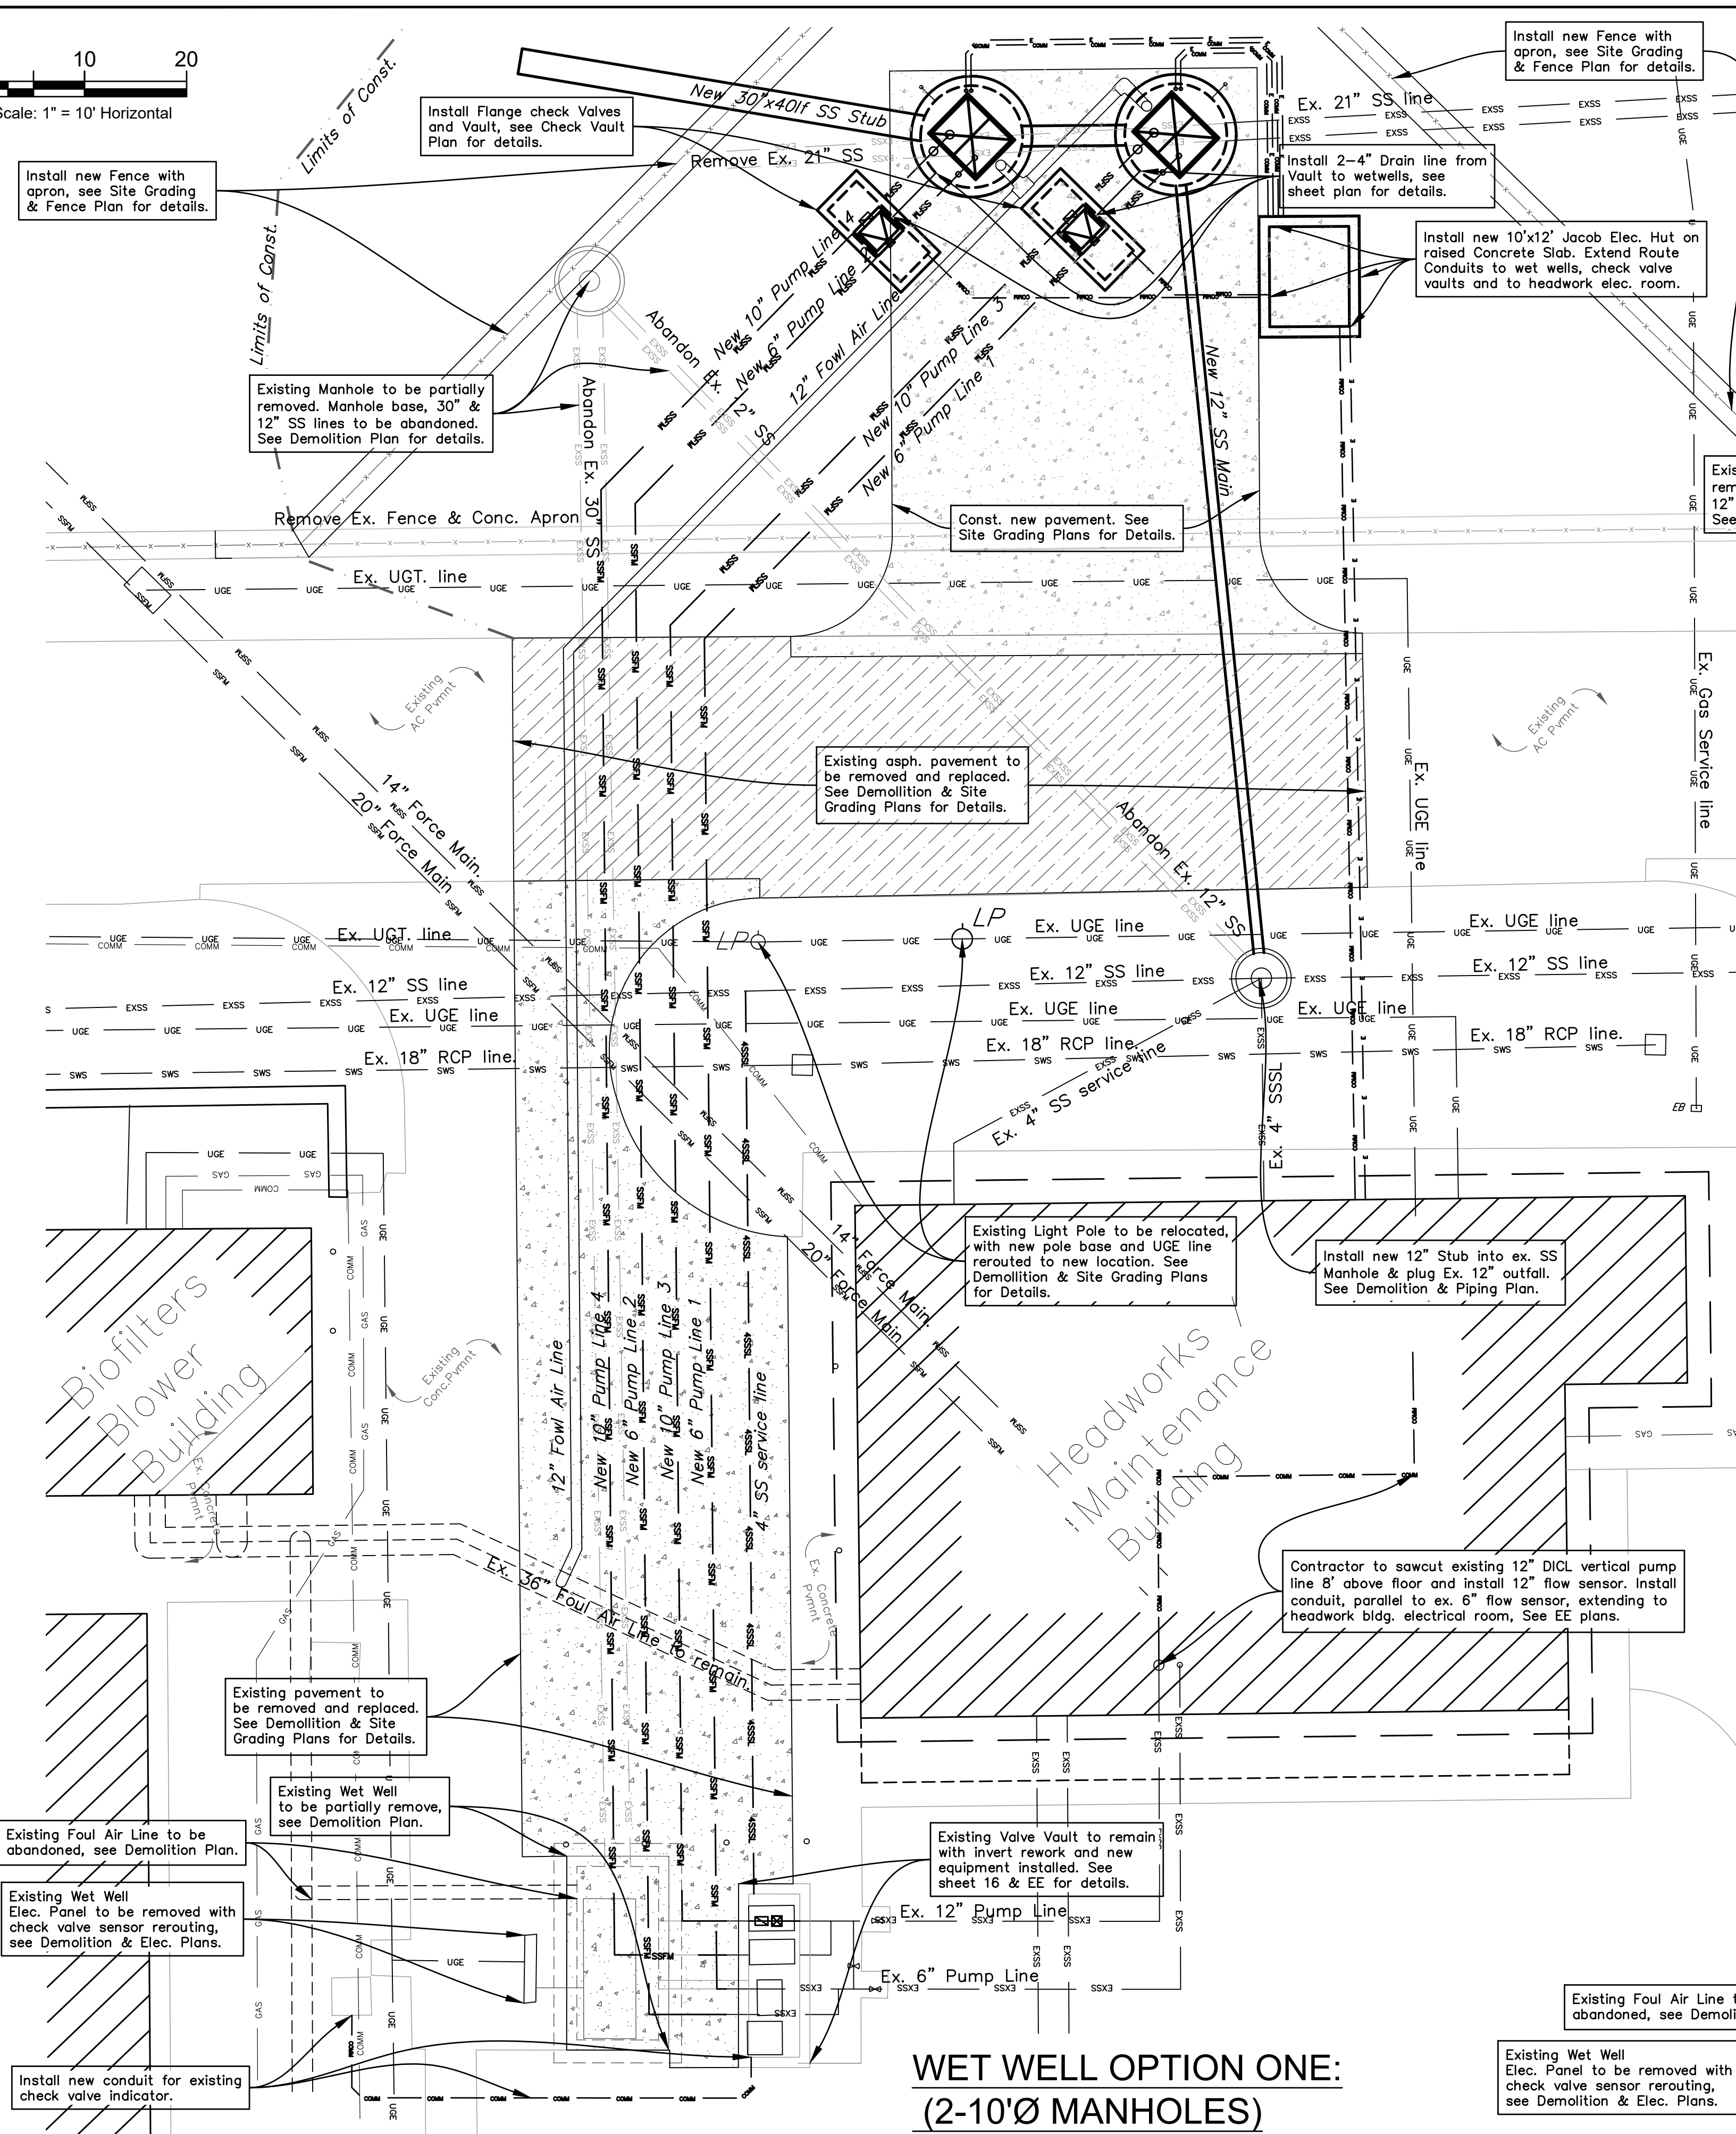 10
20
Scale: 1" = 10' Horizontal
Limits of Const.
Limits of Const.
Install new Fence with
apron, see Site Grading
& Fence Plan for details.
Install Flange check Valves
and Vault, see Check Vault
Plan for details.
New 30"x40lf SS Stub
Remove Ex. 21" SS
Install new Fence with
apron, see Site Grading
& Fence Plan for details.
Ex. 21" SS line
Install 2-4" Drain line from
Vault to wetwells, see
sheet plan for details.
Install new 10'x12' Jacob Elec. Hut on
raised Concrete Slab. Extend Route
Conduits to wet wells, check valve
vaults and to headwork elec. room.
Existing Manhole to be partially
removed. Manhole base, 30" &
12" SS lines to be abandoned.
See Demolition Plan for details.
Abandon Ex. 12" SS
Abandon Ex. 30" SS
New 10" Pump Line 4
New 6" Pump Line 2
12" Fowl Air Line
New 10" Pump Line 3
New 6" Pump Line 1
New 12" SS Main
Const. new pavement. See
Site Grading Plans for Details.
Remove Ex. Fence & Conc. Apron
Ex. UGT. line
Existing
AC Pvmnt
Existing
AC Pvmnt
Existing asph. pavement to
be removed and replaced.
See Demollition & Site
Grading Plans for Details.
14" Force Main.
20" Force Main
Abandon Ex. 12" SS
Ex. UGE line
Ex. Gas Service line
LP
LP
Ex. UGT. line
Ex. UGE line
Ex. UGE line
Ex. 12" SS line
Ex. 12" SS line
Ex. 12" SS line
Ex. UGE line
Ex. UGE line
Ex. UGE line
Ex. 18" RCP line.
Ex. 18" RCP line.
Ex. 18" RCP line.
Ex. 4" SS service line
Ex. 4" SSSL
EB
Existing Light Pole to be relocated,
with new pole base and UGE line
rerouted to new location. See
Demollition & Site Grading Plans
for Details.
Install new 12" Stub into ex. SS
Manhole & plug Ex. 12" outfall.
See Demolition & Piping Plan.
14" Force Main.
20" Force Main
Biofilters
Blower
Building
Ex. Concrete
Pvmnt
Existing
Conc.Pvmnt
12" Fowl Air Line
New 10" Pump Line 4
New 6" Pump Line 2
New 10" Pump Line 3
New 6" Pump Line 1
4" SS service line
Headworks
Maintenance
Building
Ex. Concrete
Pvmnt
Contractor to sawcut existing 12" DICL vertical pump
line 8' above floor and install 12" flow sensor. Install
conduit, parallel to ex. 6" flow sensor, extending to
headwork bldg. electrical room, See EE plans.
Ex. 36" Foul Air Line to remain.
Existing pavement to
be removed and replaced.
See Demollition & Site
Grading Plans for Details.
Existing Wet Well
to be partially remove,
see Demolition Plan.
Existing Foul Air Line to be
abandoned, see Demolition Plan.
Existing Wet Well
Elec. Panel to be removed with
check valve sensor rerouting,
see Demolition & Elec. Plans.
Existing Valve Vault to remain
with invert rework and new
equipment installed. See
sheet 16 & EE for details.
Ex. 12" Pump Line
Ex. 6" Pump Line
Install new conduit for existing
check valve indicator.
Existing Foul Air Line
abandoned, see
Existing Wet Well
Elec. Panel to be removed with
check valve sensor rerouting,
see Demolition & Elec. Plans.
WET WELL OPTION ONE:
(2-10'Ø MANHOLES)